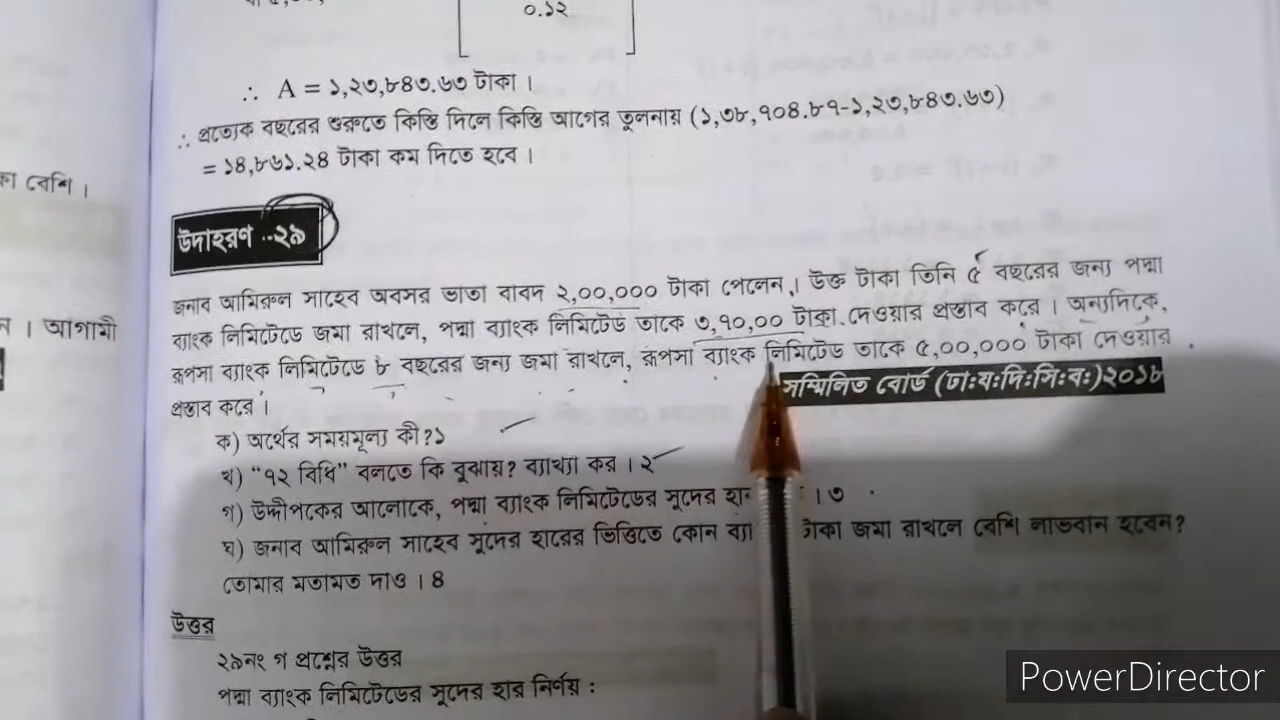 ০.১২
∴ A = ১,২৩,৮৪৩.৬৩ টাকা ।
∴ প্রত্যেক বছরের শুরুতে কিস্তি দিলে কিস্তি আগের তুলনায় (১,৩৮,৭০৪.৮৭-১,২৩,৮৪৩.৬৩)
= ১৪,৮৬১.২৪ টাকা কম দিতে হবে ।
কা বেশি ।
উদাহরণ -২৯
জনাব আমিরুল সাহেব অবসর ভাতা বাবদ ২,০০,০০০ টাকা পেলেন । উক্ত টাকা তিনি ৫ বছরের জন্য পদ্মা
ন । আগামী
ব্যাংক লিমিটেডে জমা রাখলে, পদ্মা ব্যাংক লিমিটেড তাকে ৩,৭০,০০ টাকা দেওয়ার প্রস্তাব করে । অন্যদিকে,
রূপসা ব্যাংক লিমিটেডে ৮ বছরের জন্য জমা রাখলে, রূপসা ব্যাংক লিমিটেড তাকে ৫,০০,০০০ টাকা দেওয়ার
প্রস্তাব করে ।
সম্মিলিত বোর্ড (ঢা:য:দি:সি:ব:)২০১৮
ক) অর্থের সময়মূল্য কী?১
খ) “৭২ বিধি” বলতে কি বুঝায়? ব্যাখ্যা কর । ২
গ) উদ্দীপকের আলোকে, পদ্মা ব্যাংক লিমিটেডের সুদের হার । ৩
ঘ) জনাব আমিরুল সাহেব সুদের হারের ভিত্তিতে কোন টাকা জমা রাখলে বেশি লাভবান হবেন?
তোমার মতামত দাও । ৪
উত্তর
২৯নং গ প্রশ্নের উত্তর
পদ্মা ব্যাংক লিমিটেডের সুদের হার নির্ণয় :
PowerDirector